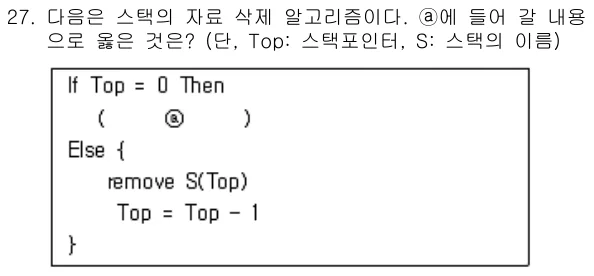 27. 다음은 스택의 자료 삭제 알고리즘이다. ⓐ에 들어 갈 내용
으로 옳은 것은? (단, Top: 스택포인터, S: 스택의 이름)
If Top = 0 Then
( ⓐ )
Else {
remove S(Top)
Top = Top - 1
}